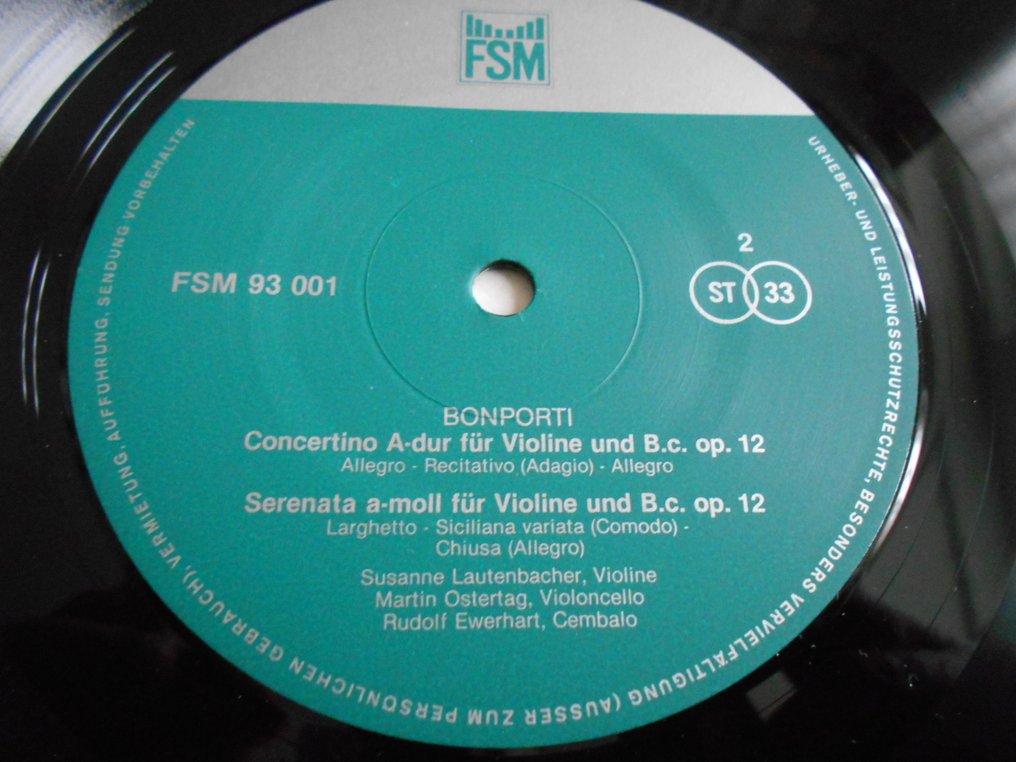 FSM
FSM 93 001
2
ST 33
BONPORTI
Concertino A-dur für Violine und B.c. op. 12
Allegro - Recitativo (Adagio) - Allegro
Serenata a-moll für Violine und B.c. op. 12
Larghetto - Siciliana variata (Comodo) -
Chiusa (Allegro)
Susanne Lautenbacher, Violine
Martin Ostertag, Violoncello
Rudolf Ewerhart, Cembalo
URHEBER- UND LEISTUNGSSCHUTZRECHTE, BESONDERS VERVIELFÄLTIGUNG (AUSSER ZUM PERSÖNLICHEN GEBRAUCH), VERMIETUNG, AUFFÜHRUNG, SENDUNG VORBEHALTEN